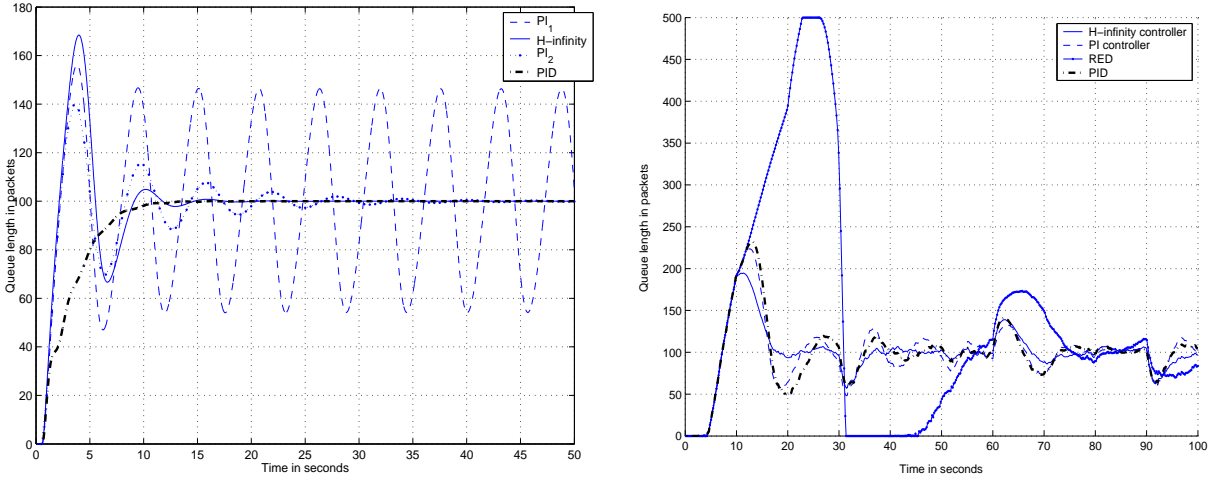 180
160
140
120
100
80
60
40
20
0
Queue length in packets
0 5 10 15 20 25 30 35 40 45 50
Time in seconds
PI1
H−infinity
PI2
PID
500
450
400
350
300
250
200
150
100
50
0
Queue length in packets
0 10 20 30 40 50 60 70 80 90 100
Time in seconds
H−infinity controller
PI controller
RED
PID